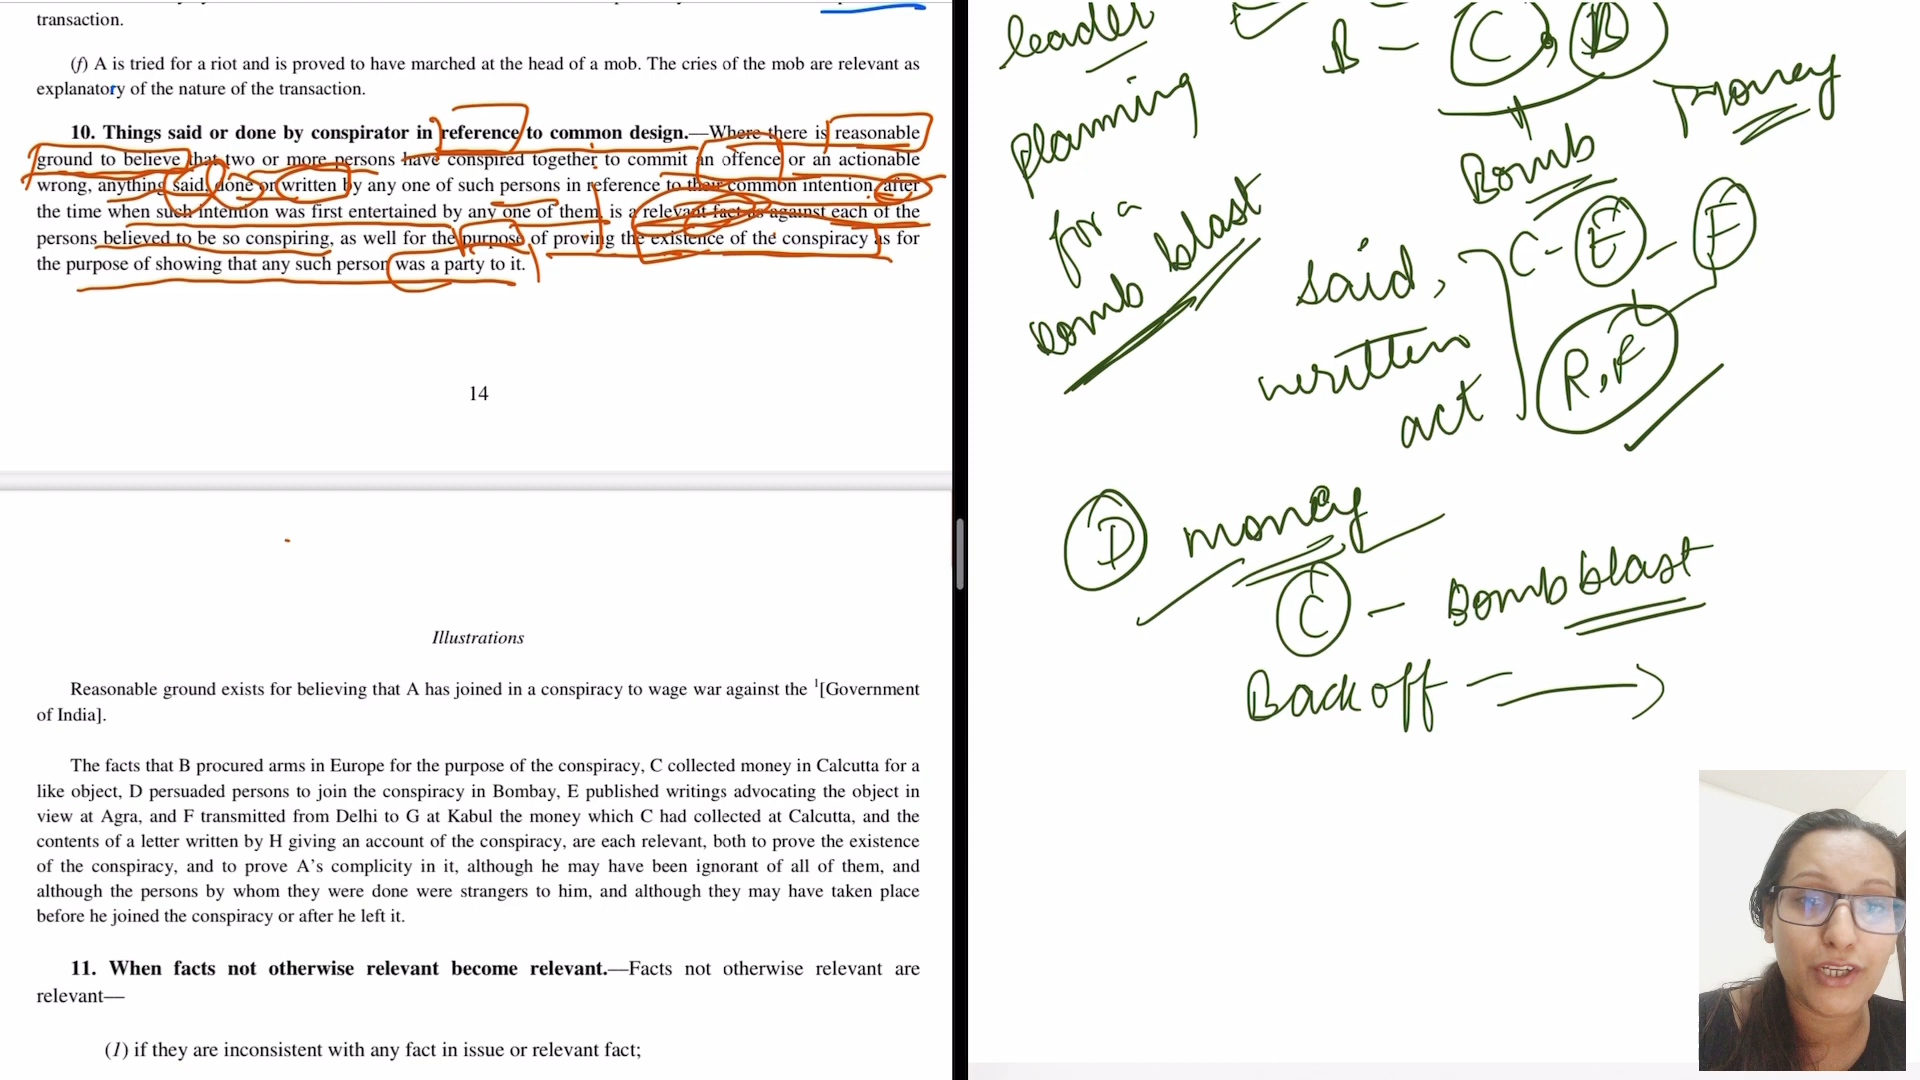 transaction.
(f) A is tried for a riot and is proved to have marched at the head of a mob. The cries of the mob are relevant as
explanatory of the nature of the transaction.
10. Things said or done by conspirator in reference to common design.—Where there is reasonable
ground to believe that two or more persons have conspired together to commit an offence or an actionable
wrong, anything said, done or written by any one of such persons in reference to their common intention, after
the time when such intention was first entertained by any one of them, is a relevant fact as against each of the
persons believed to be so conspiring, as well for the purpose of proving the existence of the conspiracy as for
the purpose of showing that any such person was a party to it.
14
Illustrations
Reasonable ground exists for believing that A has joined in a conspiracy to wage war against the 1[Government
of India].
The facts that B procured arms in Europe for the purpose of the conspiracy, C collected money in Calcutta for a
like object, D persuaded persons to join the conspiracy in Bombay, E published writings advocating the object in
view at Agra, and F transmitted from Delhi to G at Kabul the money which C had collected at Calcutta, and the
contents of a letter written by H giving an account of the conspiracy, are each relevant, both to prove the existence
of the conspiracy, and to prove A's complicity in it, although he may have been ignorant of all of them, and
although the persons by whom they were done were strangers to him, and although they may have taken place
before he joined the conspiracy or after he left it.
11. When facts not otherwise relevant become relevant.—Facts not otherwise relevant are
relevant—
(1) if they are inconsistent with any fact in issue or relevant fact;
leader
planning
for a
bomb blast
B – C, B
Money
Bomb
said,
written
act
C - E - F
R.F
D money
C – Bomb blast
Back off –